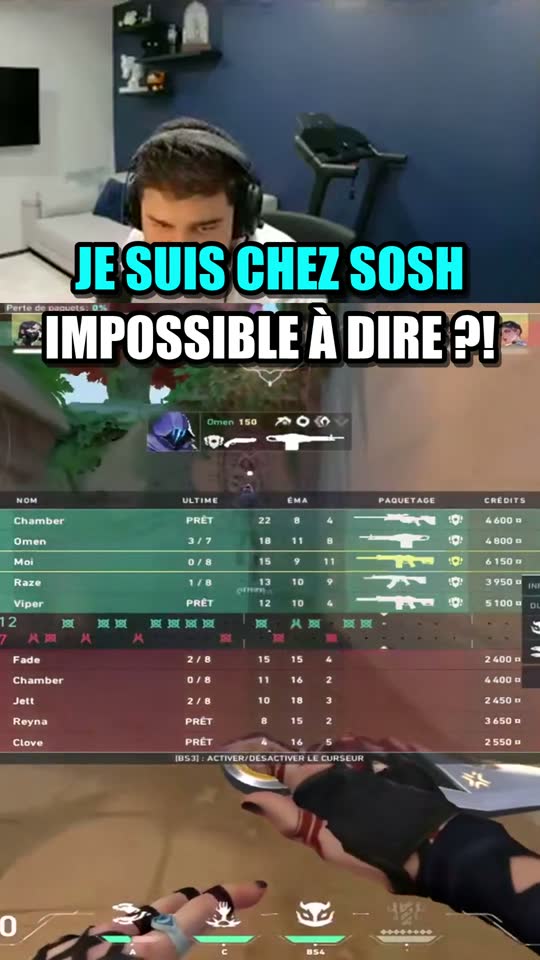 JE SUIS CHEZ SOSH
Perte de paquets: 0%
IMPOSSIBLE À DIRE ?!
Omen 150
NOM ULTIME ÉMA PAQUETAGE CRÉDITS
Chamber PRÊT 22 8 4 4 600
Omen 3/7 18 11 8 4 800
Moi 0/8 15 9 11 6 150
Raze 1/8 13 10 9 3 950
Viper PRÊT 12 10 4 5 100
12
7
Fade 2/8 15 15 4 2 400
Chamber 0/8 11 16 2 4 400
Jett 2/8 10 18 3 2 450
Reyna PRÊT 8 15 2 3 650
Clove PRÊT 4 16 5 2 550
[BS3] : ACTIVER/DÉSACTIVER LE CURSEUR
0
A C BS4